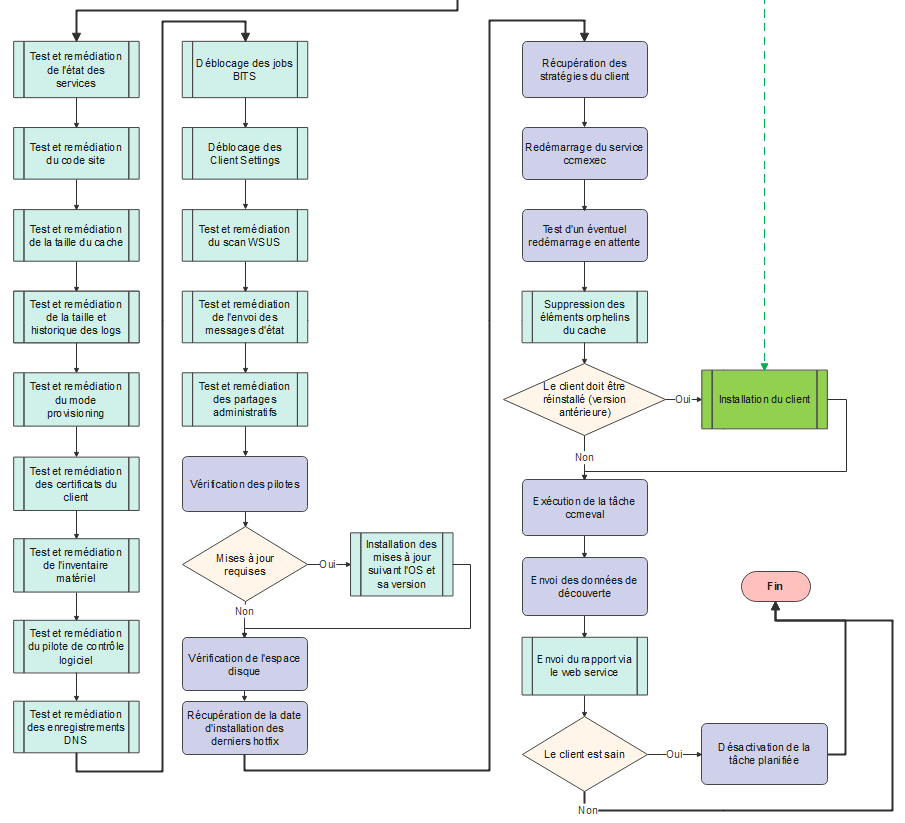 Test et remédiation
de l'état des
services
Test et remédiation
du code site
Test et remédiation
de la taille du cache
Test et remédiation
de la taille et
historique des logs
Test et remédiation
du mode
provisioning
Test et remédiation
des certificats du
client
Test et remédiation
de l'inventaire
matériel
Test et remédiation
du pilote de contrôle
logiciel
Test et remédiation
des enregistrements
DNS
Déblocage des jobs
BITS
Déblocage des
Client Settings
Test et remédiation
du scan WSUS
Test et remédiation
de l'envoi des
messages d'état
Test et remédiation
des partages
administratifs
Vérification des pilotes
Mises à jour
requises
Oui
Installation des
mises à jour
suivant l'OS et
sa version
Non
Vérification de l'espace
disque
Récupération de la date
d'installation des
derniers hotfix
Récupération des
stratégies du client
Redémarrage du service
ccmexec
Test d'un éventuel
redémarrage en attente
Suppression des
éléments orphelins
du cache
Le client doit être
réinstallé (version
antérieure)
Oui
Installation du client
Non
Exécution de la tâche
ccmeval
Envoi des données de
découverte
Envoi du rapport via
le web service
Le client est sain
Oui
Désactivation de la
tâche planifiée
Non
Fin